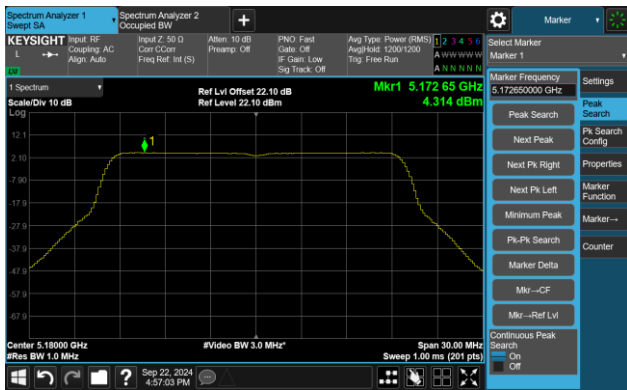 Spectrum Analyzer 1
Swept SA
Spectrum Analyzer 2
Occupied BW
Marker
KEYSIGHT
L
Input: RF
Coupling: AC
Align: Auto
Input Z: 50 Ω
Corr CCorr
Freq Ref: Int (S)
Atten: 10 dB
Preamp: Off
PNO: Fast
Gate: Off
IF Gain: Low
Sig Track: Off
Avg Type: Power (RMS)
Avg|Hold: 1200/1200
Trig: Free Run
1 2 3 4 5 6
A W W W W W
A N N N N N
Select Marker
Marker 1
1 Spectrum
Scale/Div 10 dB
Log
Ref Lvl Offset 22.10 dB
Ref Level 22.10 dBm
Mkr1 5.172 65 GHz
4.314 dBm
1
12.1
2.10
-7.90
-17.9
-27.9
-37.9
-47.9
-57.9
-67.9
Center 5.18000 GHz
#Res BW 1.0 MHz
#Video BW 3.0 MHz*
Span 30.00 MHz
Sweep 1.00 ms (201 pts)
Marker Frequency
5.172650000 GHz
Peak Search
Next Peak
Next Pk Right
Next Pk Left
Minimum Peak
Pk-Pk Search
Marker Delta
Mkr→CF
Mkr→Ref Lvl
Continuous Peak
Search
On
Off
Settings
Peak
Search
Pk Search
Config
Properties
Marker
Function
Marker→
Counter
Sep 22, 2024
4:57:03 PM